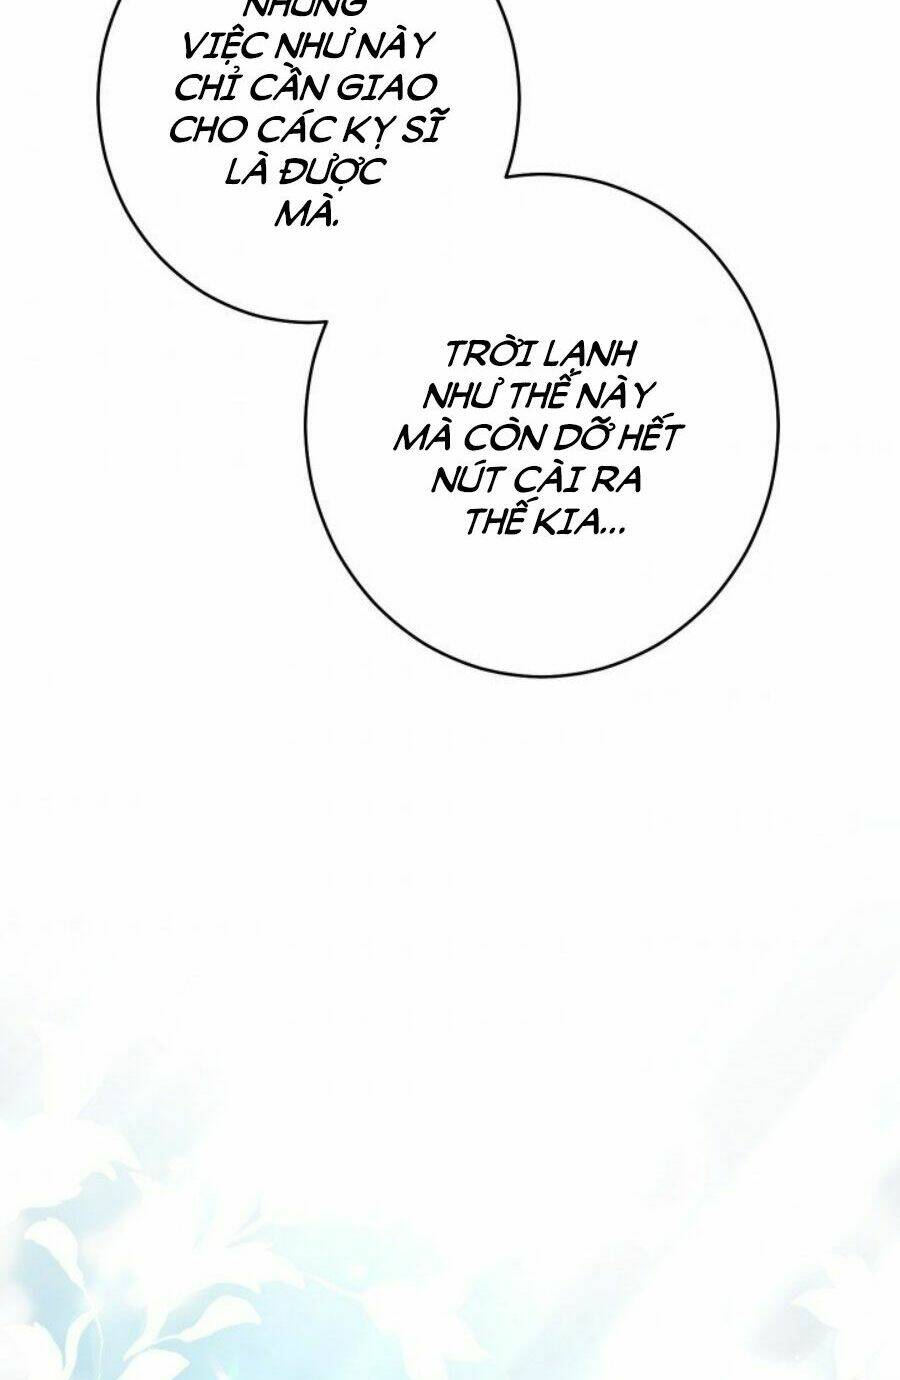 NHỮNG
VIỆC NHƯ NÀY
CHỈ CẦN GIAO
CHO CÁC KỴ SĨ
LÀ ĐƯỢC
MÀ.
TRỜI LẠNH
NHƯ THẾ NÀY
MÀ CÒN DỠ HẾT
NÚT CÀI RA
THẾ KIA...